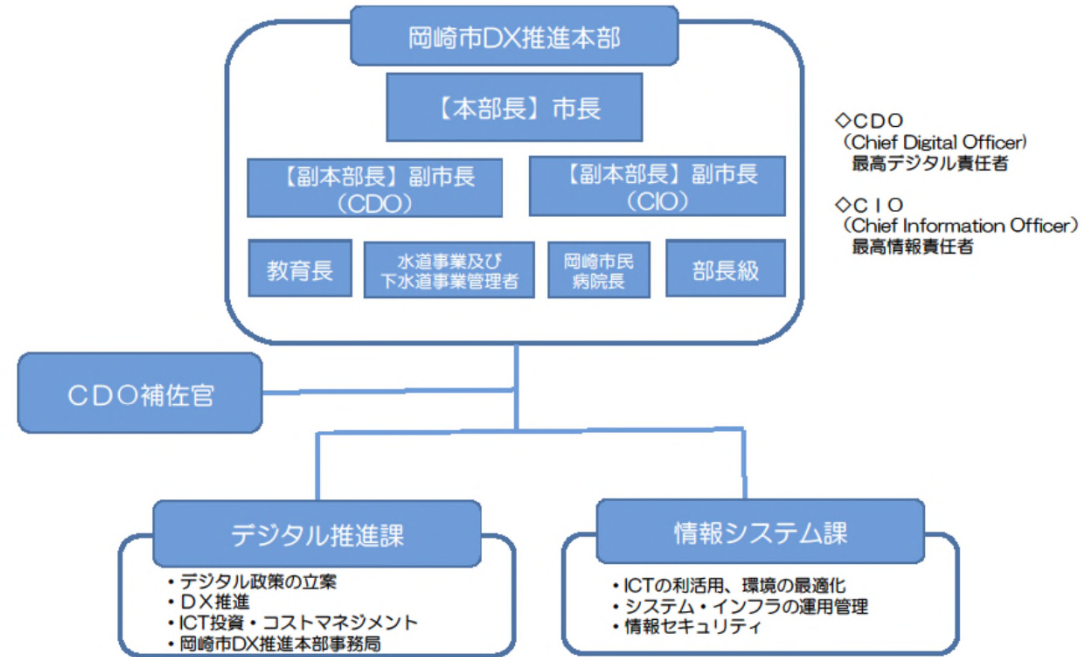 岡崎市DX推進本部
【本部長】市長
【副本部長】副市長
（CDO）
【副本部長】副市長
（CIO）
教育長
水道事業及び
下水道事業管理者
岡崎市民
病院長
部長級
◇ＣＤＯ
（Chief Digital Officer)
最高デジタル責任者
◇ＣＩＯ
（Chief Information Officer）
最高情報責任者
ＣＤＯ補佐官
デジタル推進課
・デジタル政策の立案
・ＤＸ推進
・ICT投資・コストマネジメント
・岡崎市DX推進本部事務局
情報システム課
・ICTの利活用、環境の最適化
・システム・インフラの運用管理
・情報セキュリティ